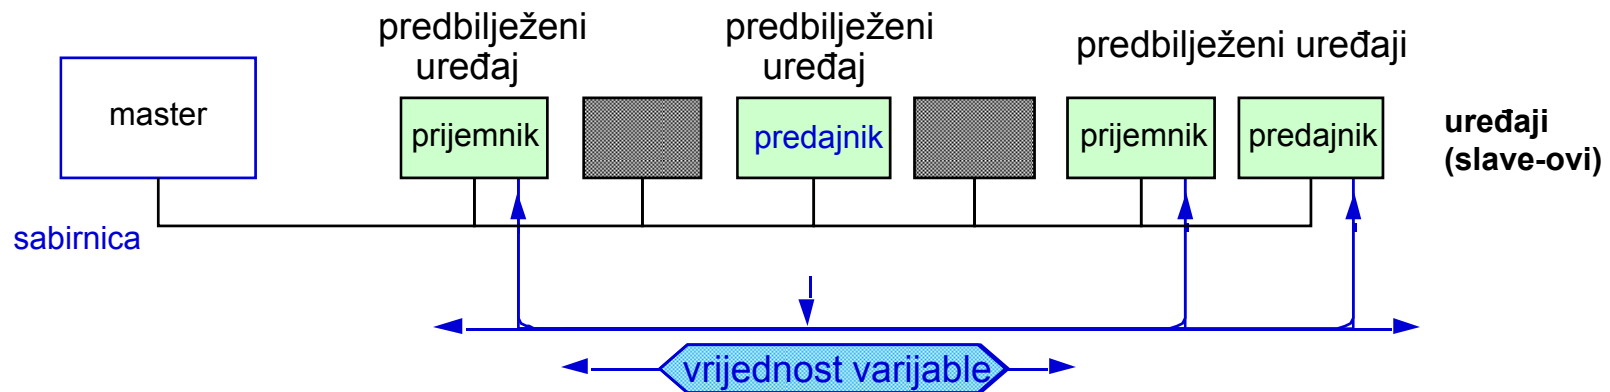 predbilježeni
uređaj
predbilježeni
uređaj
predbilježeni uređaji
master
prijemnik
predajnik
prijemnik
predajnik
uređaji
(slave-ovi)
sabirnica
vrijednost varijable